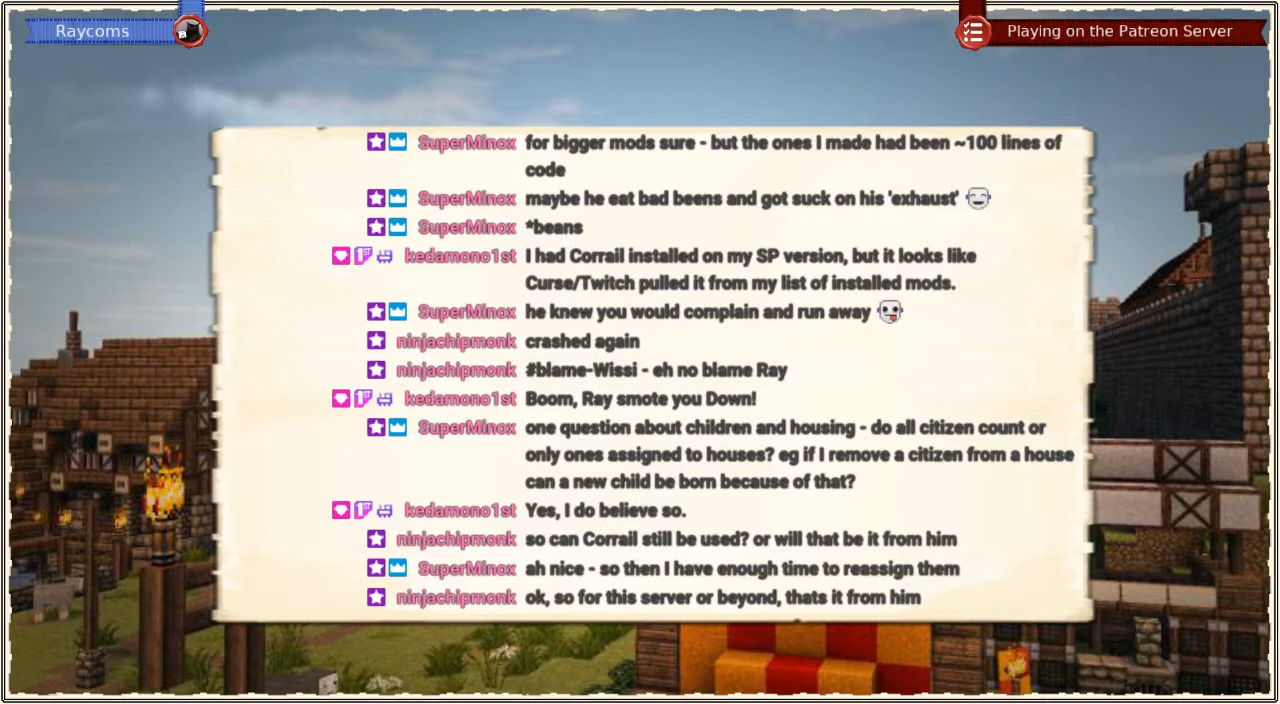 Raycoms
Playing on the Patreon Server
SuperMinox for bigger mods sure - but the ones I made had been ~100 lines of
code
SuperMinox maybe he eat bad beens and got suck on his 'exhaust'
SuperMinox *beans
1ST kedamono1st I had Corrail installed on my SP version, but it looks like
Curse/Twitch pulled it from my list of installed mods.
SuperMinox he knew you would complain and run away
ninjachipmonk crashed again
ninjachipmonk #blame-Wissi - eh no blame Ray
1ST kedamono1st Boom, Ray smote you Down!
SuperMinox one question about children and housing - do all citizen count or
only ones assigned to houses? eg if I remove a citizen from a house
can a new child be born because of that?
1ST kedamono1st Yes, I do believe so.
ninjachipmonk so can Corrail still be used? or will that be it from him
SuperMinox ah nice - so then I have enough time to reassign them
ninjachipmonk ok, so for this server or beyond, thats it from him